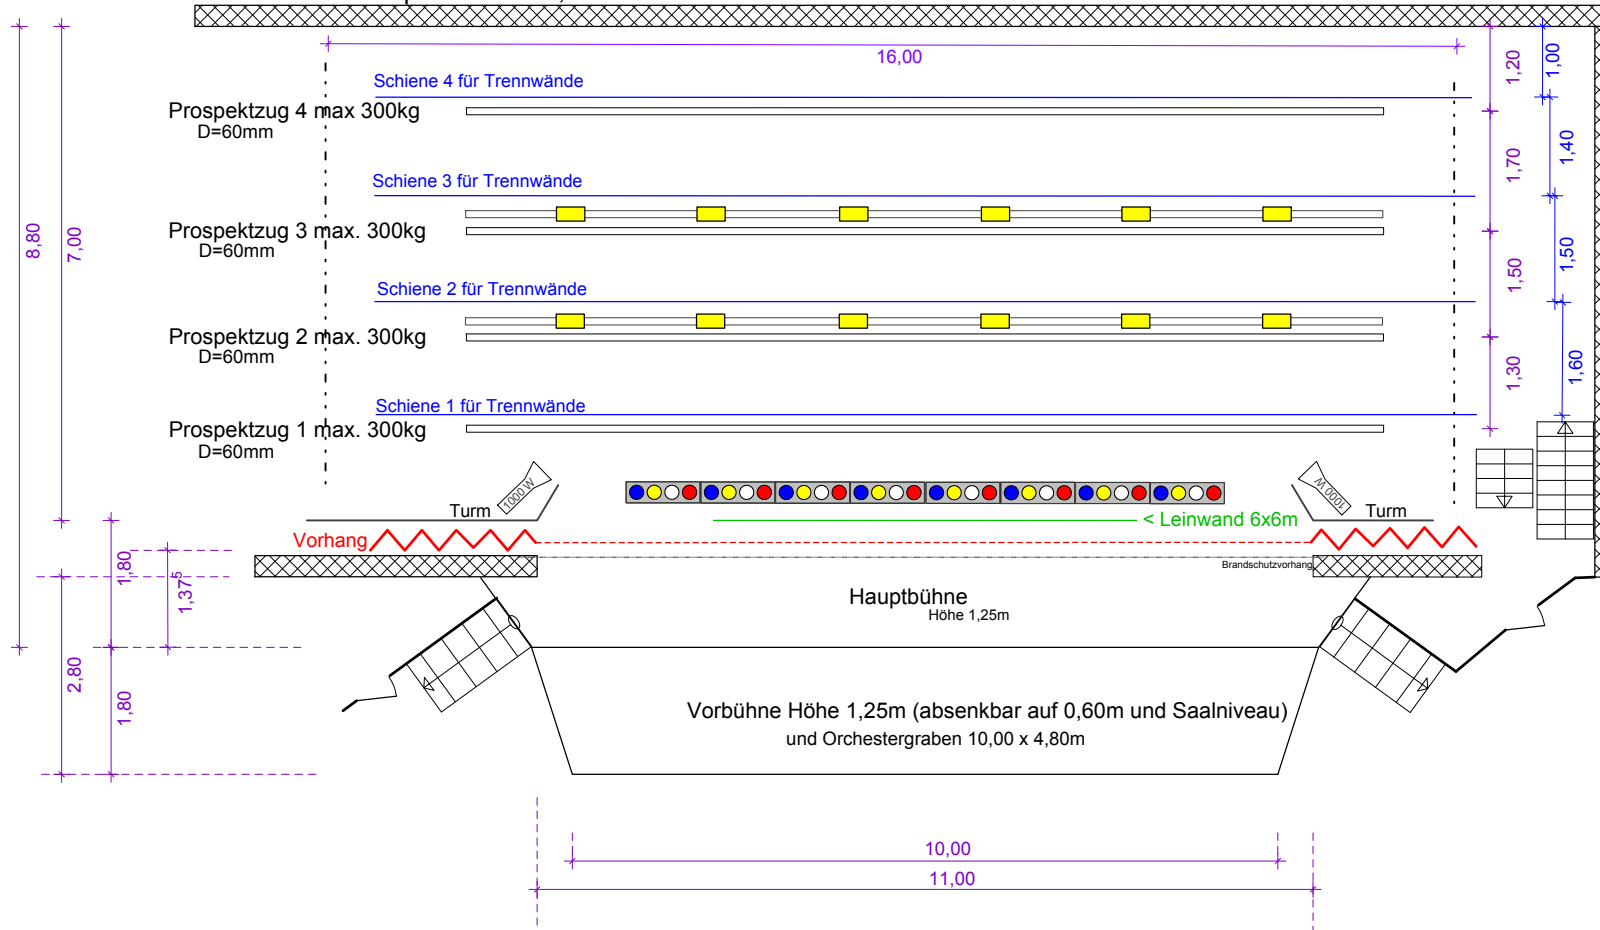 16,00
1,20
1,00
Schiene 4 für Trennwände
Prospektzug 4 max 300kg
D=60mm
1,70
1,40
Schiene 3 für Trennwände
Prospektzug 3 max. 300kg
D=60mm
8,80
7,00
1,50
1,50
Schiene 2 für Trennwände
Prospektzug 2 max. 300kg
D=60mm
1,30
1,60
Schiene 1 für Trennwände
Prospektzug 1 max. 300kg
D=60mm
1000 W
1000 W
Turm
Turm
< Leinwand 6x6m
Vorhang
Brandschutzvorhang
1,80
1,37⁵
Hauptbühne
Höhe 1,25m
2,80
1,80
Vorbühne Höhe 1,25m (absenkbar auf 0,60m und Saalniveau)
und Orchestergraben 10,00 x 4,80m
10,00
11,00